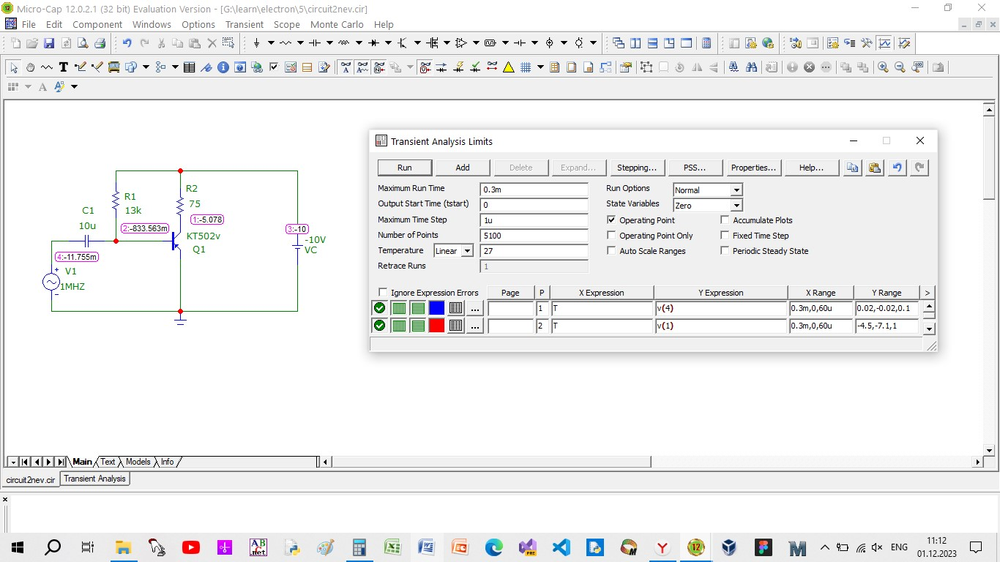 Micro-Cap 12.0.2.1 (32 bit) Evaluation Version - [G:\learn\electron\5\circuit2nev.cir]
File Edit Component Windows Options Transient Scope Monte Carlo Help
Transient Analysis Limits
Run Add Delete Expand... Stepping... PSS... Properties... Help...
Maximum Run Time 0.3m Run Options Normal
Output Start Time (tstart) 0 State Variables Zero
Maximum Time Step 1u Operating Point Accumulate Plots
Number of Points 5100 Operating Point Only Fixed Time Step
Temperature Linear 27 Auto Scale Ranges Periodic Steady State
Retrace Runs 1
Ignore Expression Errors Page P X Expression Y Expression X Range Y Range >
... 1 T v(4) 0.3m,0,60u 0.02,-0.02,0.1
... 2 T v(1) 0.3m,0,60u -4.5,-7.1,1
R1
13k
R2
75
C1
10u
1:-5.078
2:-833.563m
3:-10
KT502v
Q1
-10V
VC
4:-11.755m
V1
1MHZ
+
-
Main Text Models Info
circuit2nev.cir Transient Analysis
ENG
11:12
01.12.2023